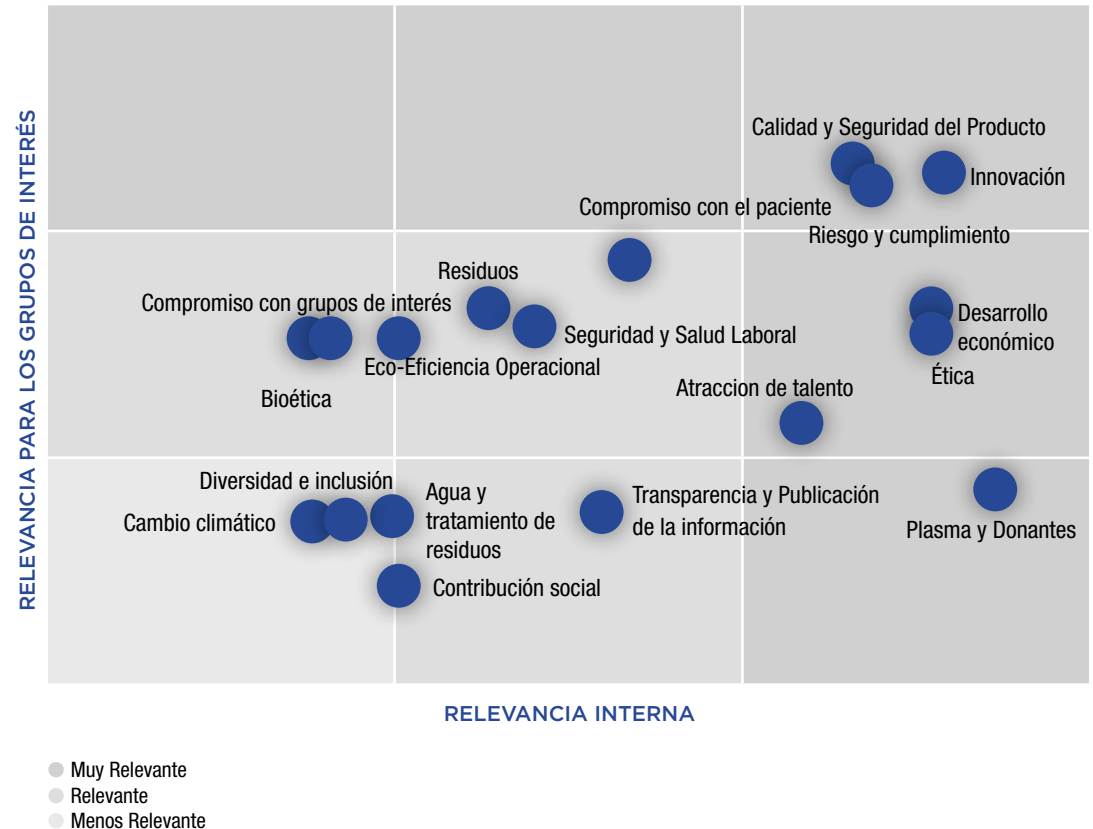 RELEVANCIA PARA LOS GRUPOS DE INTERÉS
Calidad y Seguridad del Producto
Innovación
Compromiso con el paciente
Riesgo y cumplimiento
Residuos
Compromiso con grupos de interés
Desarrollo
económico
Seguridad y Salud Laboral
Eco-Eficiencia Operacional
Ética
Atraccion de talento
Bioética
Diversidad e inclusión
Cambio climático
Agua y
tratamiento de
residuos
Transparencia y Publicación
de la información
Plasma y Donantes
Contribución social
RELEVANCIA INTERNA
Muy Relevante
Relevante
Menos Relevante